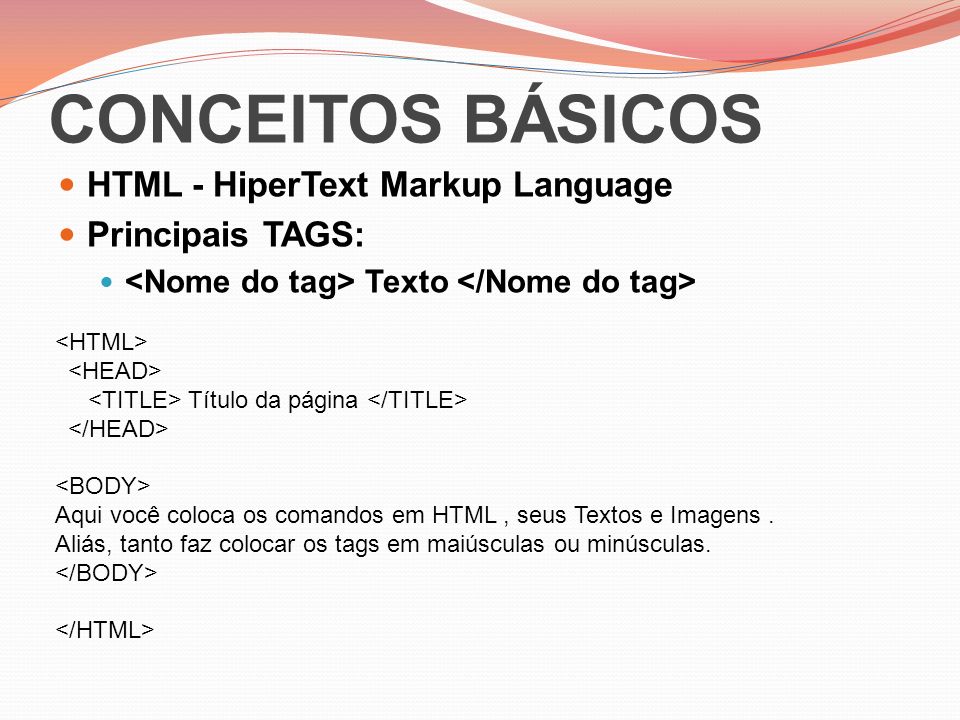 CONCEITOS BÁSICOS
HTML - HiperText Markup Language
Principais TAGS:
<Nome do tag> Texto </Nome do tag>
<HTML>
<HEAD>
<TITLE> Título da página </TITLE>
</HEAD>
<BODY>
Aqui você coloca os comandos em HTML , seus Textos e Imagens .
Aliás, tanto faz colocar os tags em maiúsculas ou minúsculas.
</BODY>
</HTML>